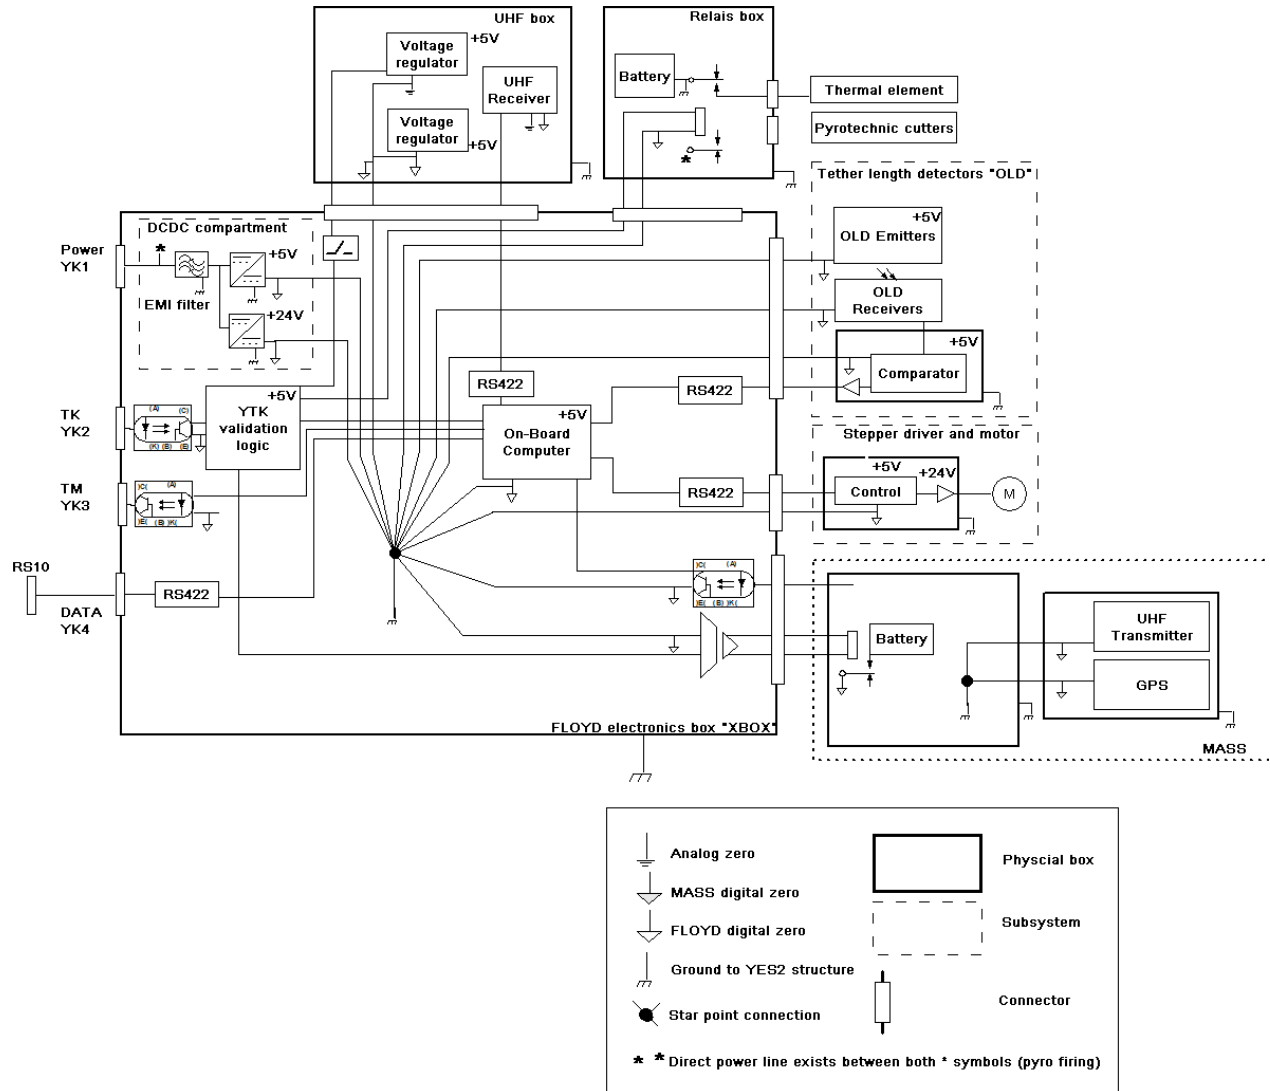 UHF box
Voltage
regulator
+5V
UHF
Receiver
Voltage
regulator
+5V
Relais box
Battery
*
Thermal element
Pyrotechnic cutters
Tether length detectors "OLD"
+5V
OLD Emitters
OLD
Receivers
+5V
Comparator
Stepper driver and motor
+5V
+24V
Control
M
DCDC compartment
*
+5V
EMI filter
+24V
Power
YK1
TK
YK2
(A)
(C)
(K) (B) (E)
+5V
YTK
validation
logic
TM
YK3
)C(
(A)
)E(
(B) )K(
RS10
DATA
YK4
RS422
RS422
+5V
On-Board
Computer
RS422
RS422
)C(
(A)
)E(
(B) )K(
Battery
UHF
Transmitter
GPS
MASS
FLOYD electronics box "XBOX"
Analog zero
MASS digital zero
FLOYD digital zero
Ground to YES2 structure
Star point connection
* * Direct power line exists between both * symbols (pyro firing)
Physcial box
Subsystem
Connector